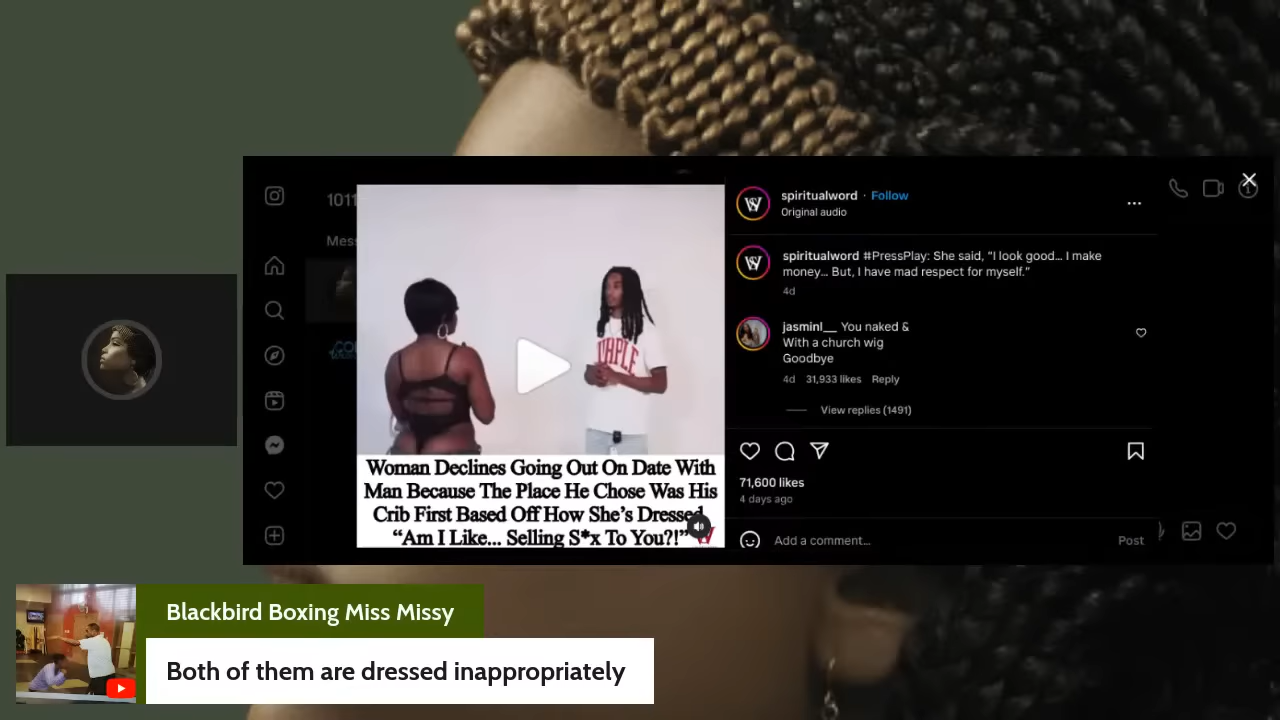 1011
Mess
spiritualword · Follow
Original audio
spiritualword #PressPlay: She said, “I look good… I make
money… But, I have mad respect for myself.”
4d
jasminl__ You naked &
With a church wig
Goodbye
4d 31,933 likes Reply
View replies (1491)
71,600 likes
4 days ago
Add a comment… Post
PURPLE
Woman Declines Going Out On Date With
Man Because The Place He Chose Was His
Crib First Based Off How She’s Dressed
“Am I Like... Selling S*x To You?!”
Blackbird Boxing Miss Missy
Both of them are dressed inappropriately